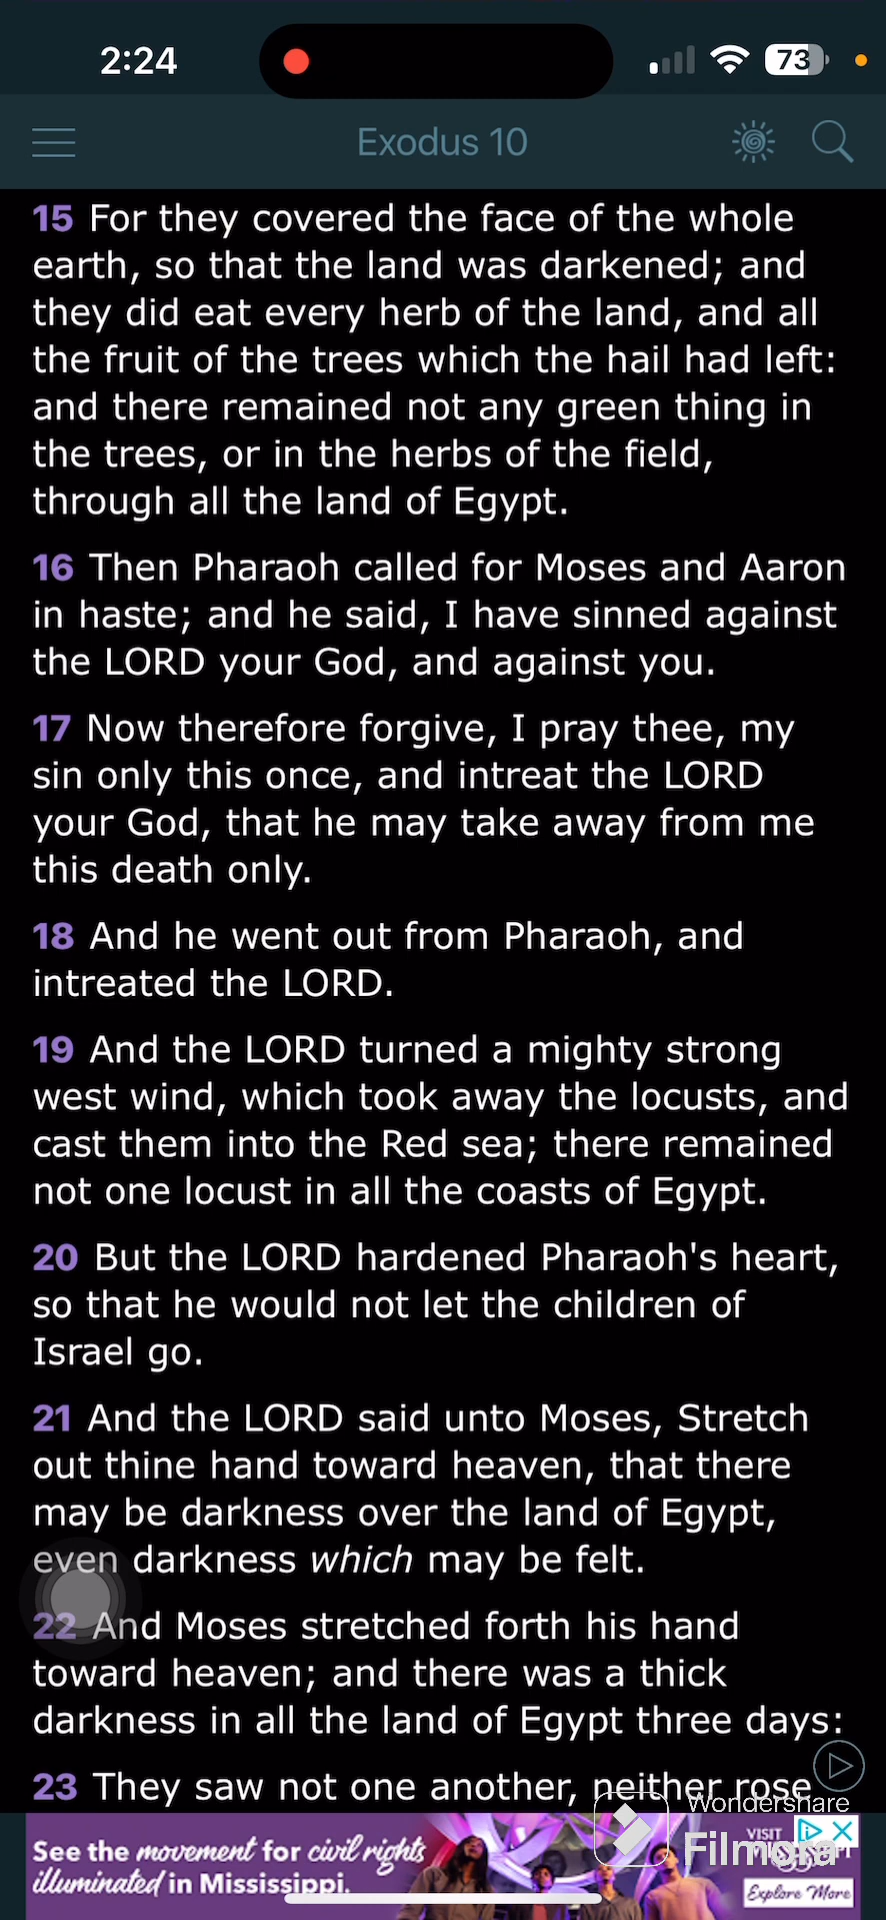 2:24
73
Exodus 10
15 For they covered the face of the whole
earth, so that the land was darkened; and
they did eat every herb of the land, and all
the fruit of the trees which the hail had left:
and there remained not any green thing in
the trees, or in the herbs of the field,
through all the land of Egypt.
16 Then Pharaoh called for Moses and Aaron
in haste; and he said, I have sinned against
the LORD your God, and against you.
17 Now therefore forgive, I pray thee, my
sin only this once, and intreat the LORD
your God, that he may take away from me
this death only.
18 And he went out from Pharaoh, and
intreated the LORD.
19 And the LORD turned a mighty strong
west wind, which took away the locusts, and
cast them into the Red sea; there remained
not one locust in all the coasts of Egypt.
20 But the LORD hardened Pharaoh's heart,
so that he would not let the children of
Israel go.
21 And the LORD said unto Moses, Stretch
out thine hand toward heaven, that there
may be darkness over the land of Egypt,
even darkness which may be felt.
22 And Moses stretched forth his hand
toward heaven; and there was a thick
darkness in all the land of Egypt three days:
23 They saw not one another, neither rose
Wondershare
Filmora
See the movement for civil rights
illuminated in Mississippi.
VISIT
Explore More